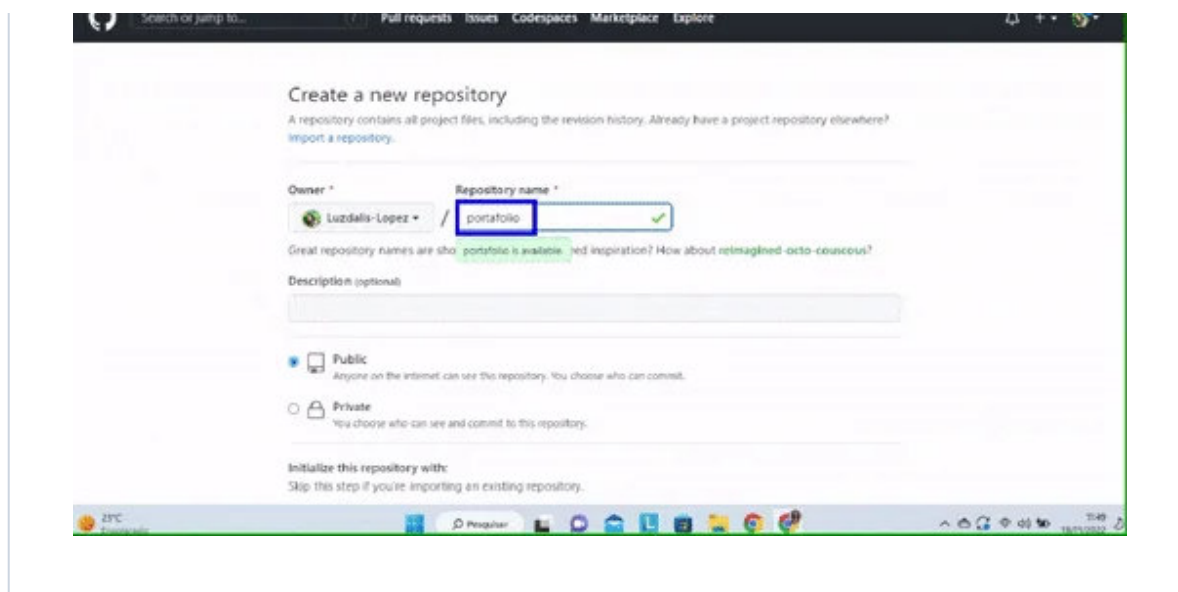 Search or jump to...
/
Pull requests Issues Codespaces Marketplace Explore
Create a new repository
A repository contains all project files, including the revision history. Already have a project repository elsewhere?
Import a repository.
Owner * Repository name *
Luzdalis-Lopez / portafolio
Great repository names are sho portafolio is available. ed inspiration? How about reimagined-octo-couscous?
Description (optional)
Public
Anyone on the internet can see this repository. You choose who can commit.
Private
You choose who can see and commit to this repository.
Initialize this repository with:
Skip this step if you're importing an existing repository.
Pesquisar
11:49